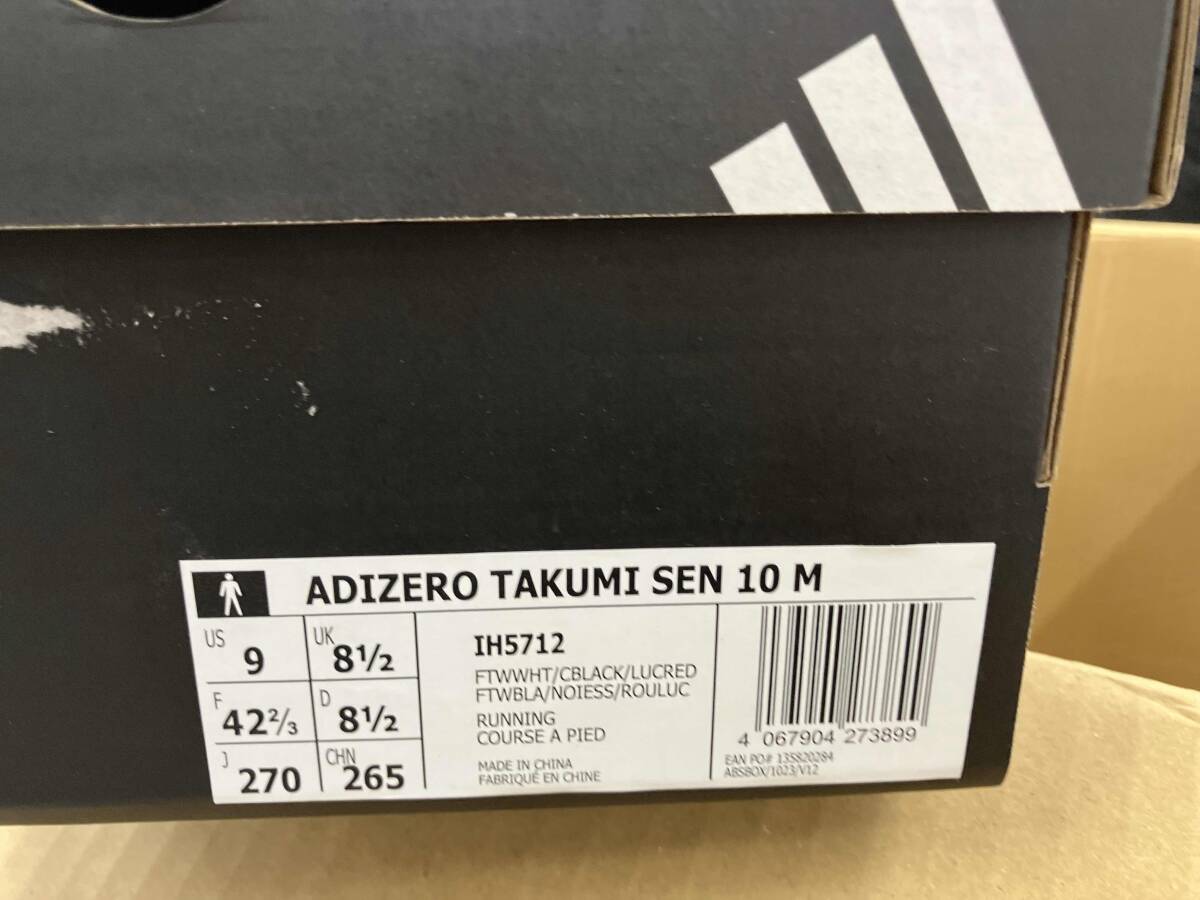 ADIZERO TAKUMI SEN 10 M
US 9
UK 8½
F 42⅔
D 8½
J 270
CHN 265
IH5712
FTWWHT/CBLACK/LUCRED
FTWBLA/NOIESS/ROULUC
RUNNING
COURSE A PIED
MADE IN CHINA
FABRIQUÉ EN CHINE
4 067904 273899
EAN PO# 135820284
ABSBOX/1023/V12